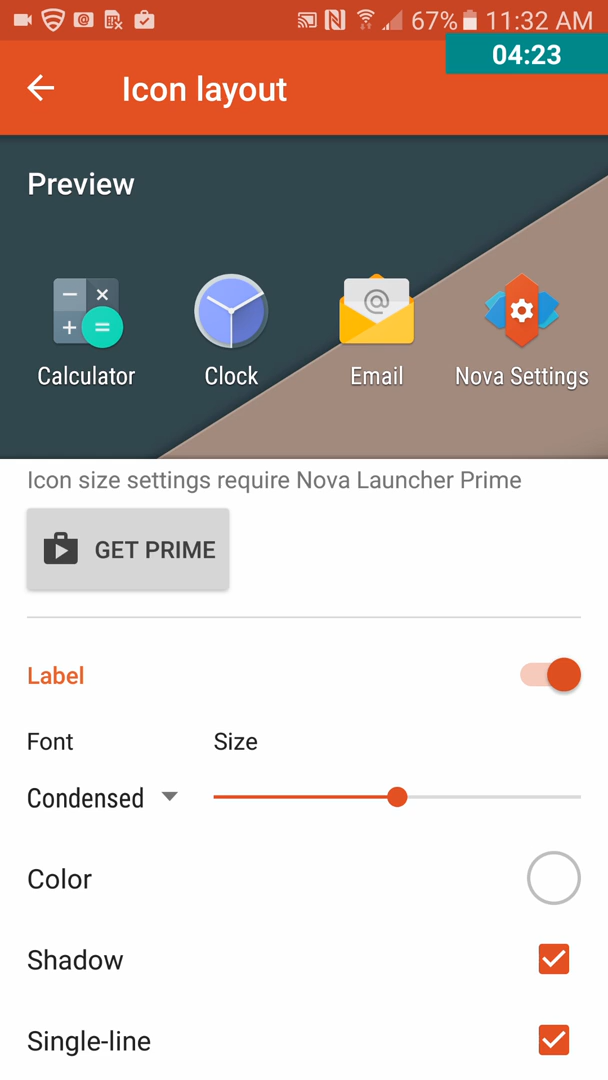 67% 11:32 AM
04:23
Icon layout
Preview
@
Calculator Clock Email Nova Settings
Icon size settings require Nova Launcher Prime
GET PRIME
Label
Font Size
Condensed
Color
Shadow
Single-line